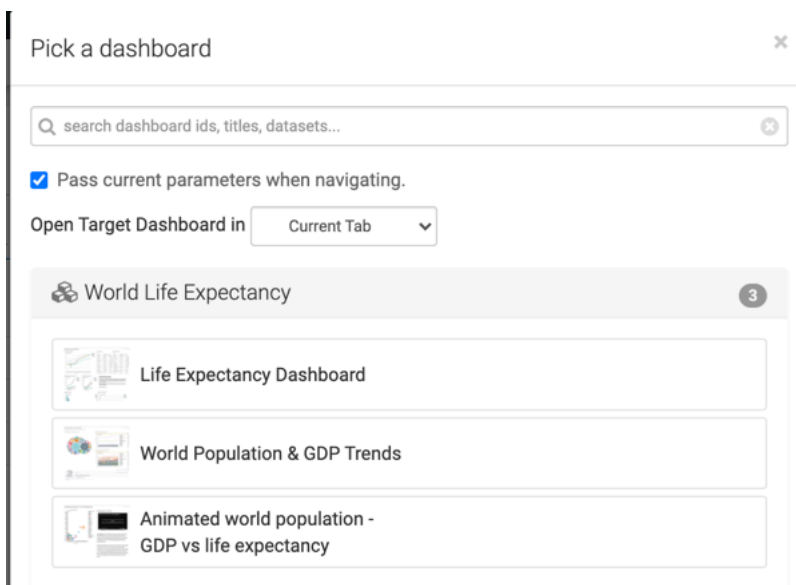 Pick a dashboard
search dashboard ids, titles, datasets...
Pass current parameters when navigating.
Open Target Dashboard in Current Tab
World Life Expectancy 3
Life Expectancy Dashboard
World Population & GDP Trends
Animated world population -
GDP vs life expectancy